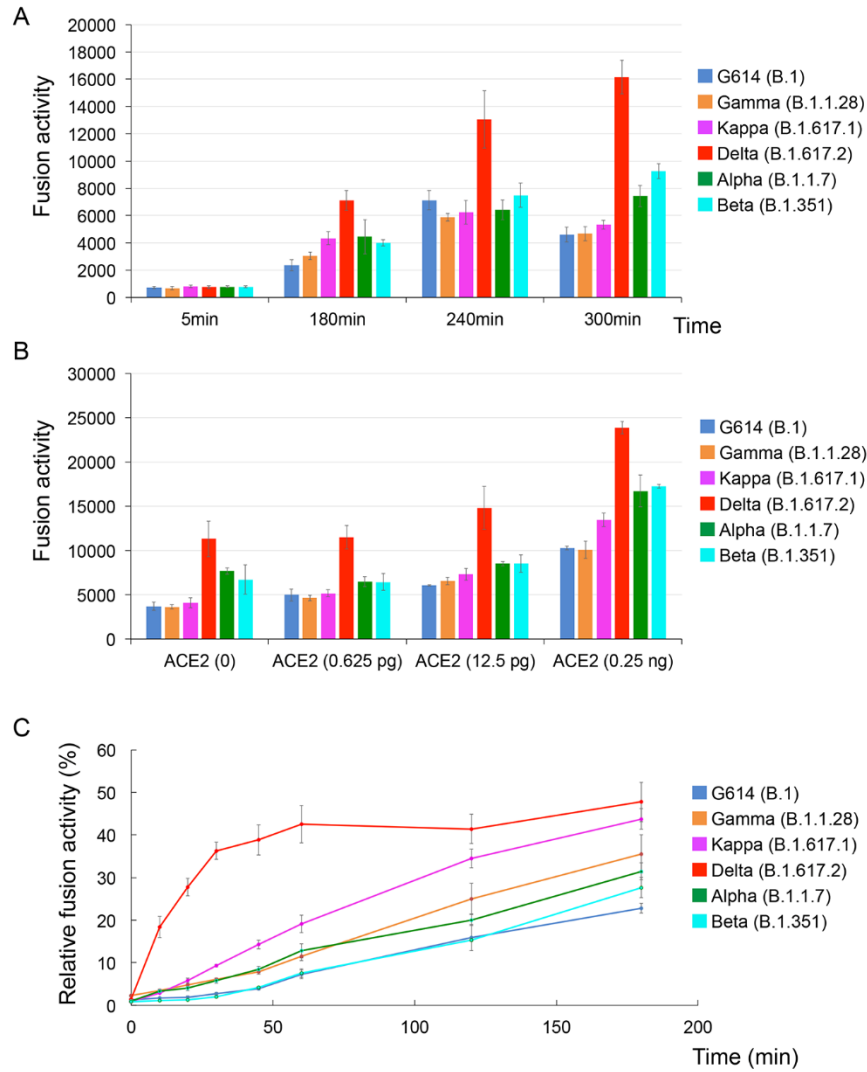 A
20000
18000
16000
14000
12000
10000
8000
6000
4000
2000
0
Fusion activity
5min 180min 240min 300min
Time
G614 (B.1)
Gamma (B.1.1.28)
Kappa (B.1.617.1)
Delta (B.1.617.2)
Alpha (B.1.1.7)
Beta (B.1.351)
B
30000
25000
20000
15000
10000
5000
0
Fusion activity
ACE2 (0) ACE2 (0.625 pg) ACE2 (12.5 pg) ACE2 (0.25 ng)
G614 (B.1)
Gamma (B.1.1.28)
Kappa (B.1.617.1)
Delta (B.1.617.2)
Alpha (B.1.1.7)
Beta (B.1.351)
C
60
50
40
30
20
10
0
Relative fusion activity (%)
0 50 100 150 200
Time (min)
G614 (B.1)
Gamma (B.1.1.28)
Kappa (B.1.617.1)
Delta (B.1.617.2)
Alpha (B.1.1.7)
Beta (B.1.351)